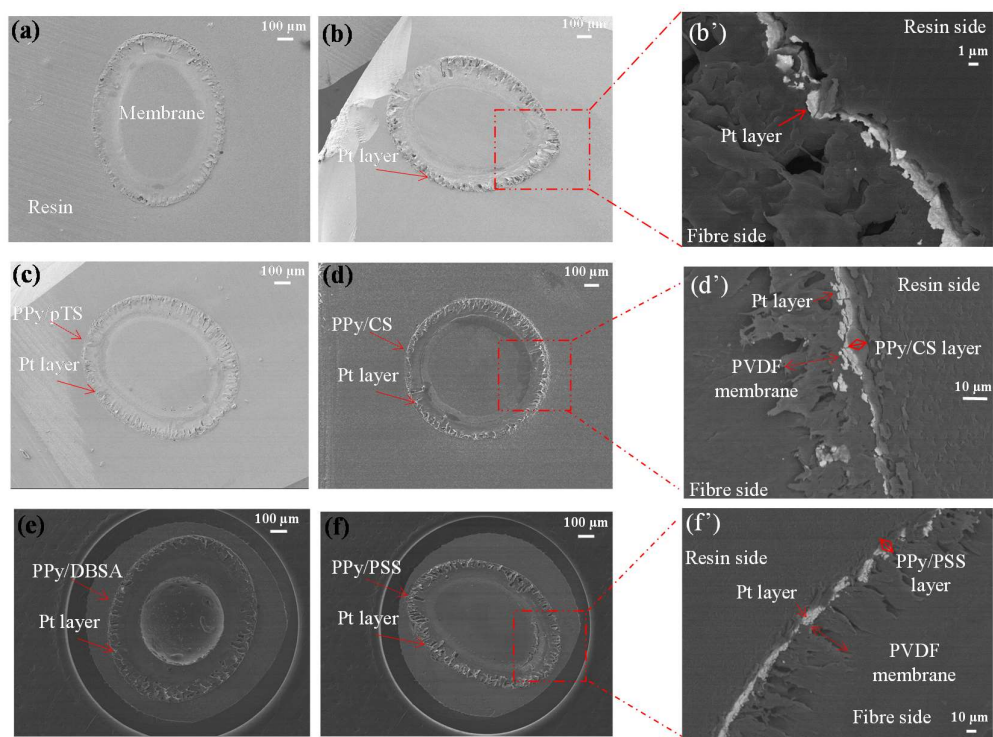 (a)
100 µm
Membrane
Resin
(b)
100 µm
Pt layer
(b’)
Resin side
1 µm
Pt layer
Fibre side
(c)
100 µm
PPy/pTS
Pt layer
(d)
100 µm
PPy/CS
Pt layer
(d’)
Resin side
Pt layer
PPy/CS layer
PVDF
membrane
10 µm
Fibre side
(e)
100 µm
PPy/DBSA
Pt layer
(f)
100 µm
PPy/PSS
Pt layer
(f’)
Resin side
PPy/PSS
layer
Pt layer
PVDF
membrane
Fibre side
10 µm